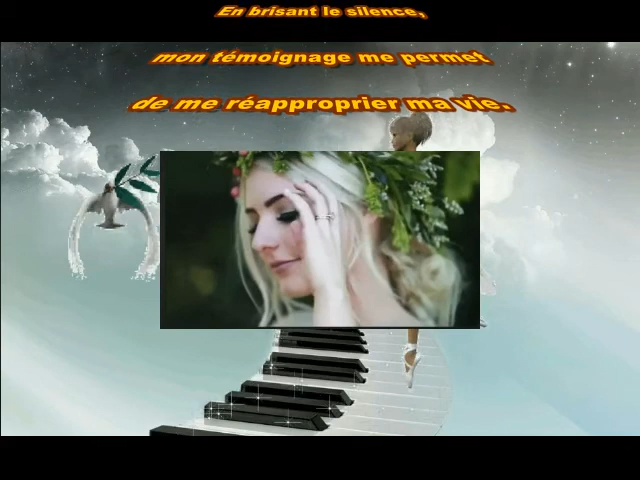 En brisant le silence,
mon témoignage me permet
de me réapproprier ma vie.